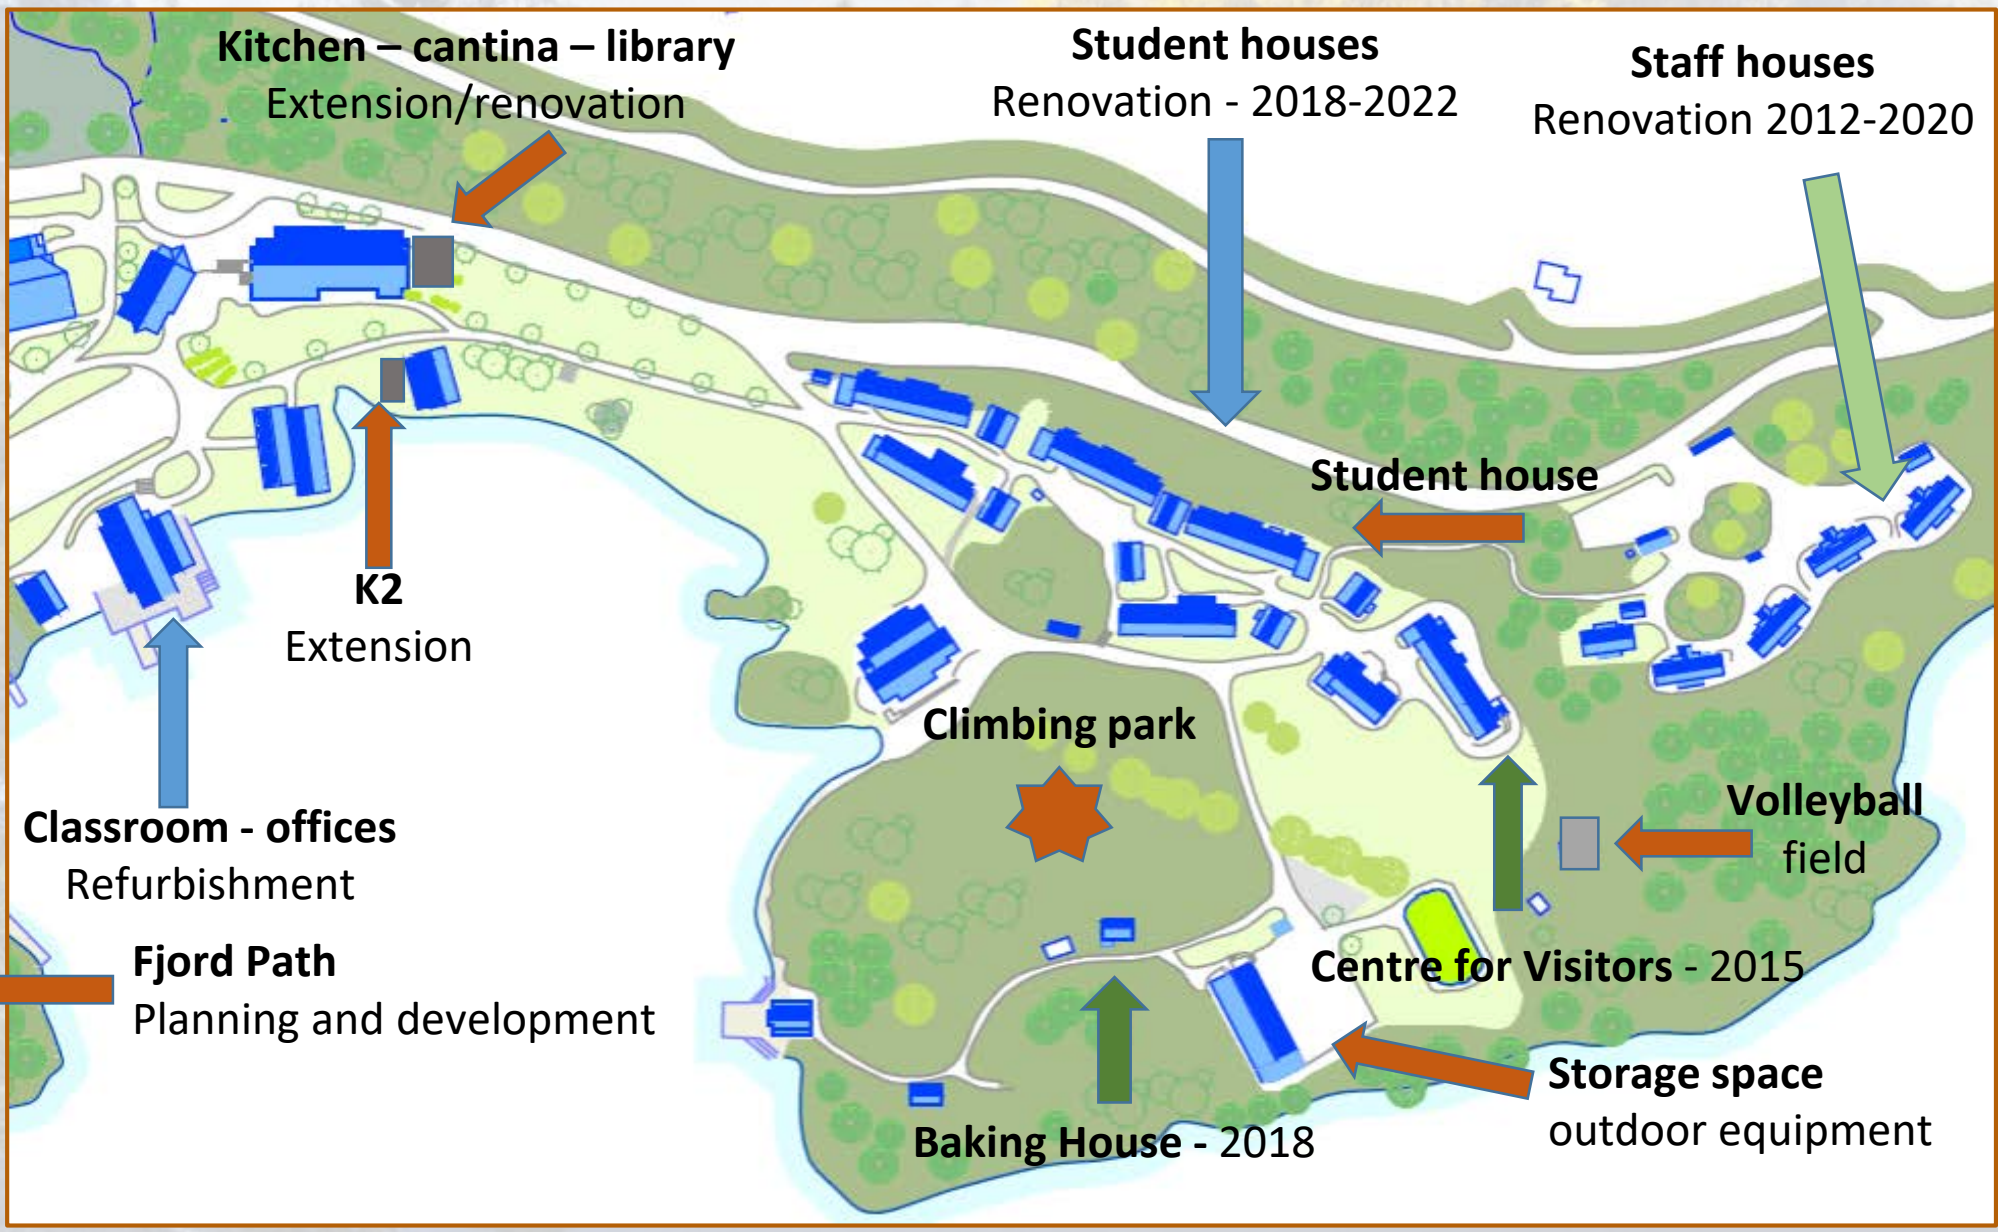 Kitchen – cantina – library
Extension/renovation
Student houses
Renovation - 2018-2022
Staff houses
Renovation 2012-2020
Student house
K2
Extension
Climbing park
Classroom - offices
Refurbishment
Volleyball
field
Fjord Path
Planning and development
Centre for Visitors - 2015
Storage space
outdoor equipment
Baking House - 2018